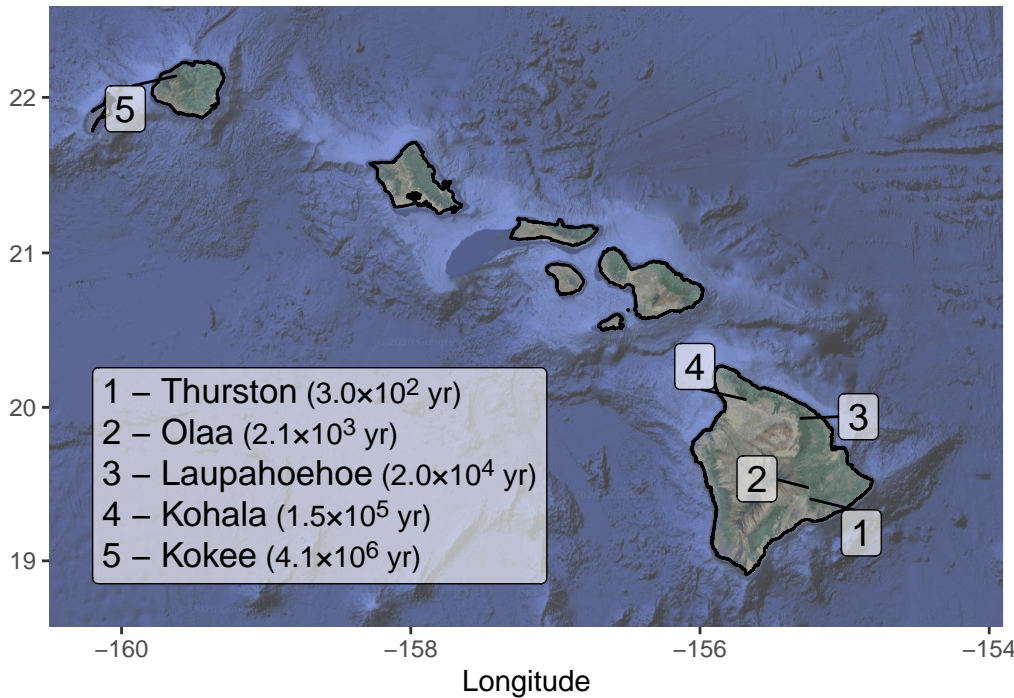 5
22
21
4
1 – Thurston (3.0×10² yr)
2 – Olaa (2.1×10³ yr)
3 – Laupahoehoe (2.0×10⁴ yr)
4 – Kohala (1.5×10⁵ yr)
5 – Kokee (4.1×10⁶ yr)
20
3
2
1
19
−160
−158
−156
−154
Longitude